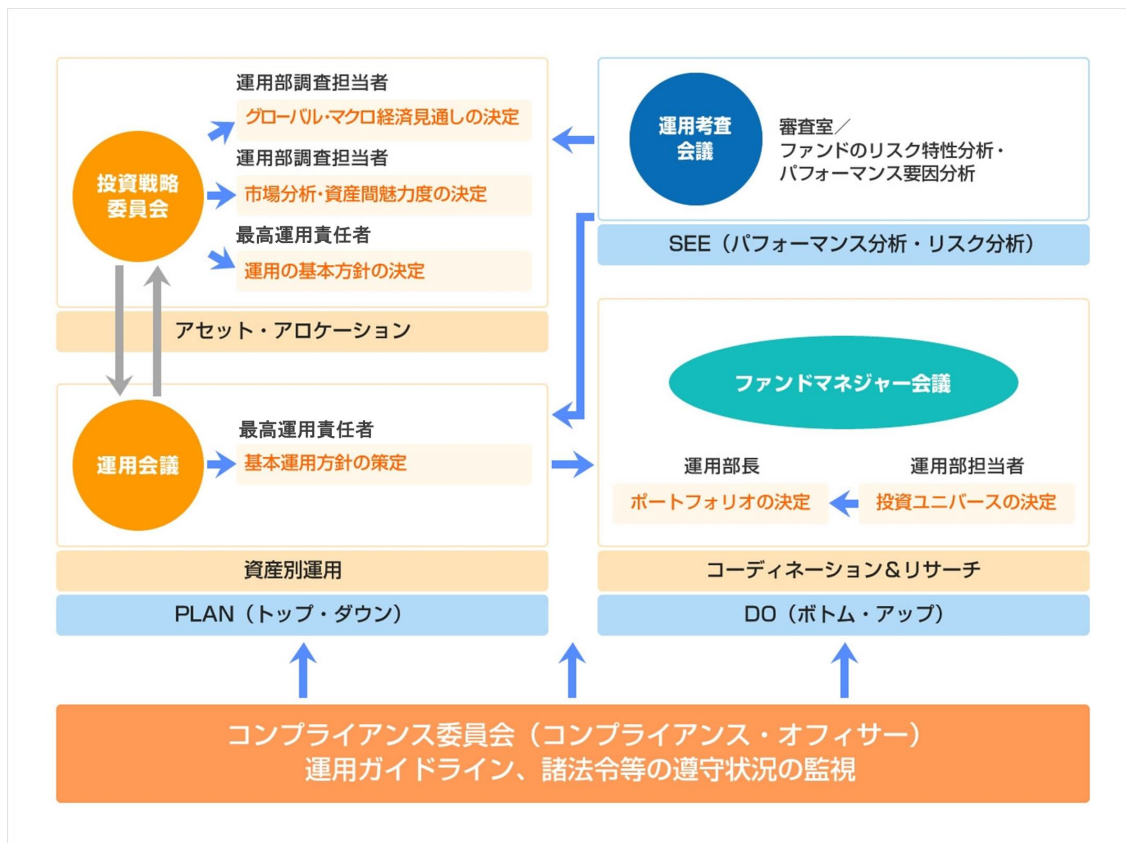 運用部調査担当者
グローバル・マクロ経済見通しの決定
投資戦略
委員会
運用部調査担当者
市場分析・資産間魅力度の決定
最高運用責任者
運用の基本方針の決定
アセット・アロケーション
運用考査
会議
審査室／
ファンドのリスク特性分析・
パフォーマンス要因分析
SEE（パフォーマンス分析・リスク分析）
運用会議
最高運用責任者
基本運用方針の策定
資産別運用
PLAN（トップ・ダウン）
ファンドマネジャー会議
運用部長
ポートフォリオの決定
運用部担当者
投資ユニバースの決定
コーディネーション＆リサーチ
DO（ボトム・アップ）
コンプライアンス委員会（コンプライアンス・オフィサー）
運用ガイドライン、諸法令等の遵守状況の監視